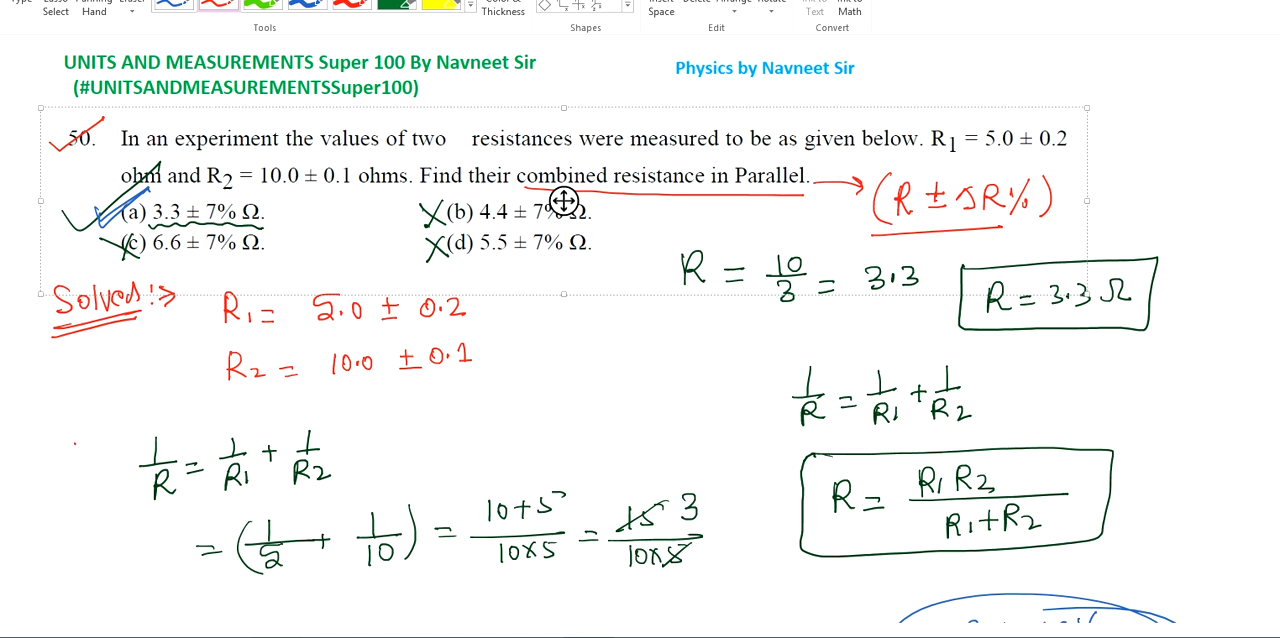 Color &
Select Hand Thickness Space Text Math
Tools Shapes Edit Convert
UNITS AND MEASUREMENTS Super 100 By Navneet Sir
(#UNITSANDMEASUREMENTSSuper100)
Physics by Navneet Sir
50. In an experiment the values of two resistances were measured to be as given below. R1 = 5.0 ± 0.2
ohm and R2 = 10.0 ± 0.1 ohms. Find their combined resistance in Parallel.
(R ± ΔR%)
(a) 3.3 ± 7% Ω. (b) 4.4 ± 7% Ω.
(c) 6.6 ± 7% Ω. (d) 5.5 ± 7% Ω.
R = 10/3 = 3.3
R = 3.3 Ω
Solved :→
R1 = 5.0 ± 0.2
R2 = 10.0 ± 0.1
1/R = 1/R1 + 1/R2
R = R1 R2 / R1+R2
1/R = 1/R1 + 1/R2
= (1/5 + 1/10) = 10+5 / 10×5 = 15 3 / 10×5